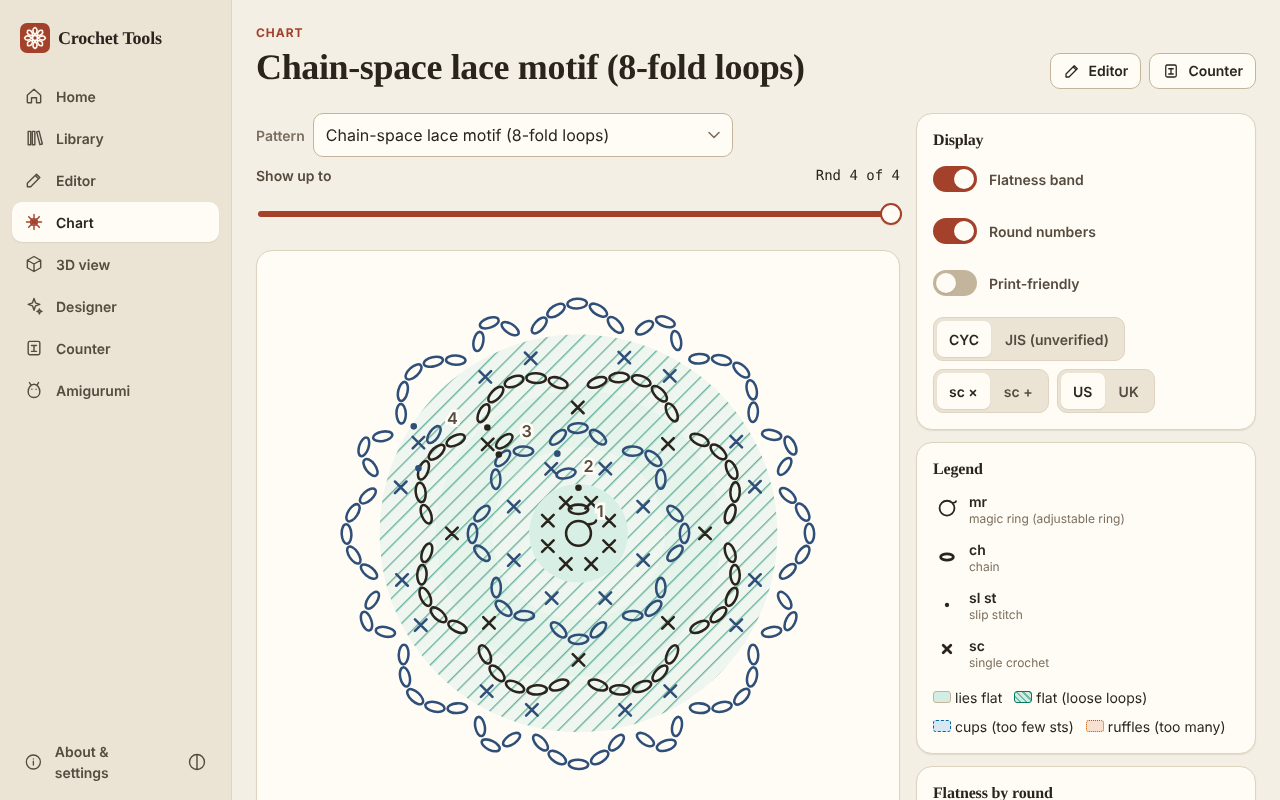 Crochet Tools
Home
Library
Editor
Chart
3D view
Designer
Counter
Amigurumi
About &
settings
CHART
Chain-space lace motif (8-fold loops)
Editor
Counter
Pattern
Chain-space lace motif (8-fold loops)
Show up to
Rnd 4 of 4
4
3
2
1
Display
Flatness band
Round numbers
Print-friendly
CYC
JIS (unverified)
sc ×
sc +
US
UK
Legend
mr
magic ring (adjustable ring)
ch
chain
sl st
slip stitch
sc
single crochet
lies flat
flat (loose loops)
cups (too few sts)
ruffles (too many)
Flatness by round